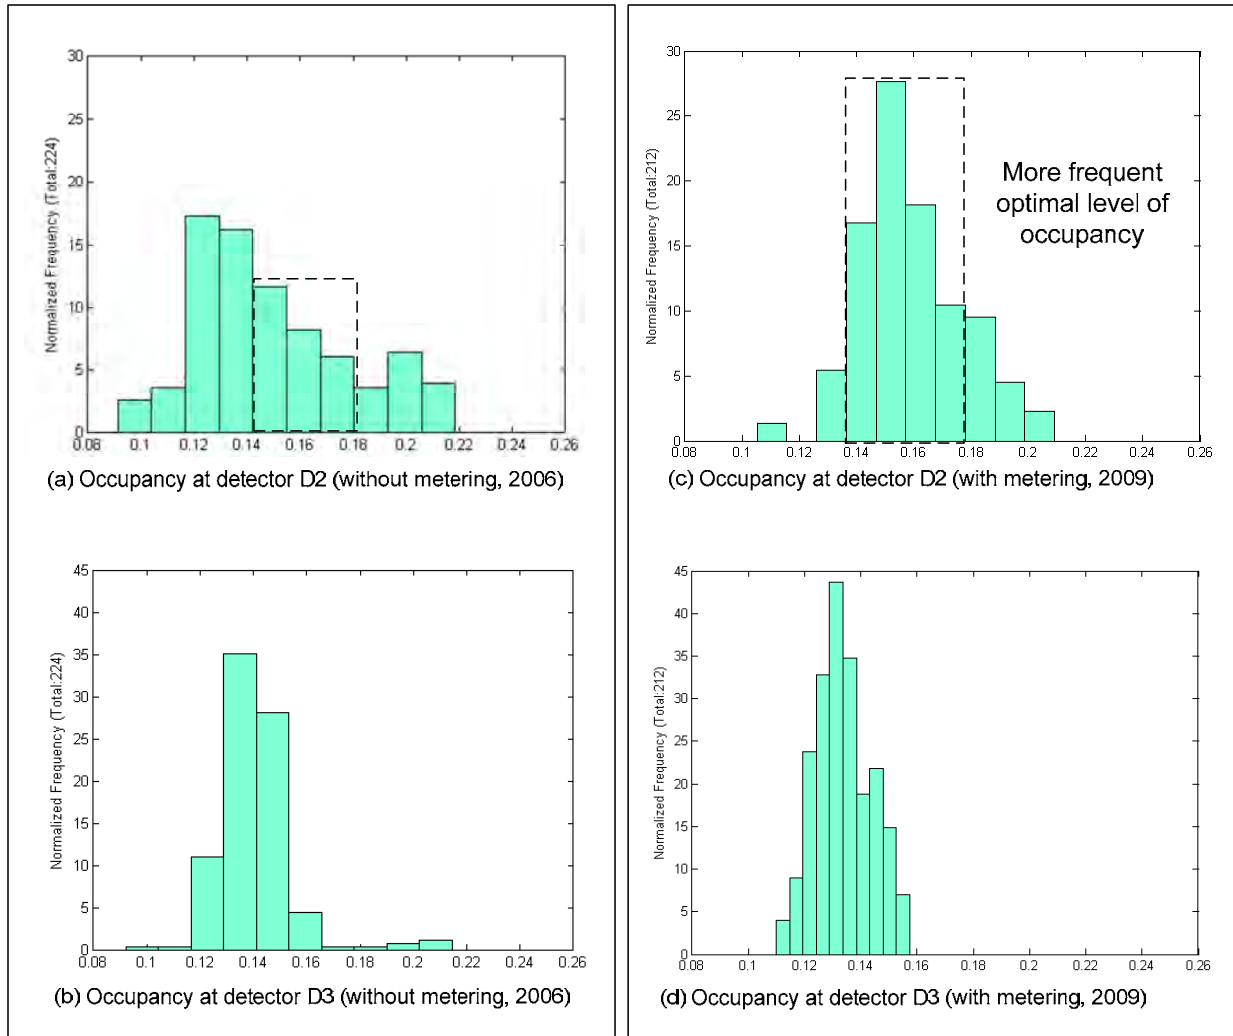 30
25
20
15
10
5
0
Normalized Frequency (Total:224)
0.08 0.1 0.12 0.14 0.16 0.18 0.2 0.22 0.24 0.26
(a) Occupancy at detector D2 (without metering, 2006)
45
40
35
30
25
20
15
10
5
0
Normalized Frequency (Total:224)
0.08 0.1 0.12 0.14 0.16 0.18 0.2 0.22 0.24 0.26
(b) Occupancy at detector D3 (without metering, 2006)
30
25
20
15
10
5
0
Normalized Frequency (Total:212)
More frequent
optimal level of
occupancy
0.08 0.1 0.12 0.14 0.16 0.18 0.2 0.22 0.24 0.26
(c) Occupancy at detector D2 (with metering, 2009)
45
40
35
30
25
20
15
10
5
0
Normalized Frequency (Total:212)
0.08 0.1 0.12 0.14 0.16 0.18 0.2 0.22 0.24 0.26
(d) Occupancy at detector D3 (with metering, 2009)